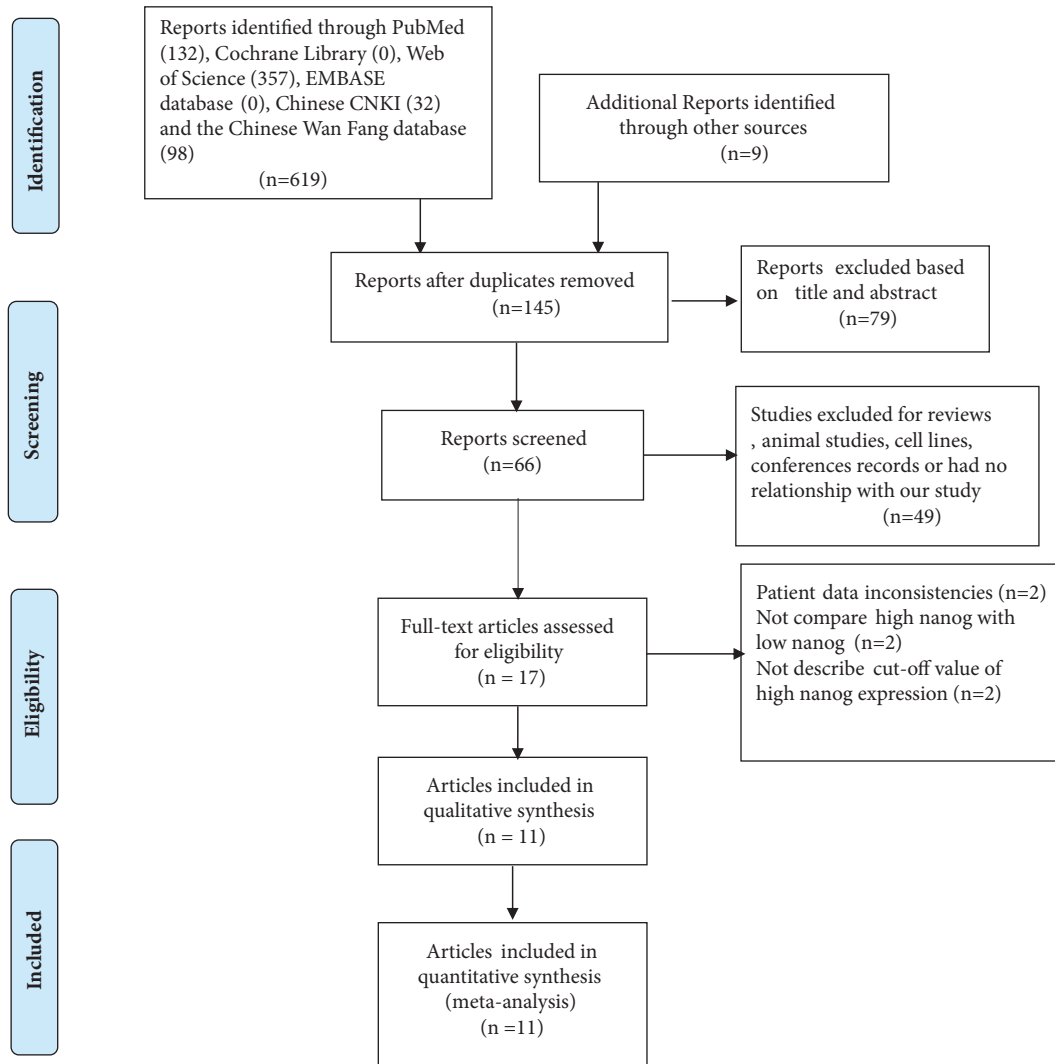 Identification
Reports identified through PubMed
(132), Cochrane Library (0), Web
of Science (357), EMBASE
database (0), Chinese CNKI (32)
and the Chinese Wan Fang database
(98)
(n=619)
Additional Reports identified
through other sources
(n=9)
Reports after duplicates removed
(n=145)
Reports excluded based
on title and abstract
(n=79)
Screening
Reports screened
(n=66)
Studies excluded for reviews
, animal studies, cell lines,
conferences records or had no
relationship with our study
(n=49)
Eligibility
Full-text articles assessed
for eligibility
(n = 17)
Patient data inconsistencies (n=2)
Not compare high nanog with
low nanog (n=2)
Not describe cut-off value of
high nanog expression (n=2)
Articles included in
qualitative synthesis
(n = 11)
Included
Articles included in
quantitative synthesis
(meta-analysis)
(n =11)